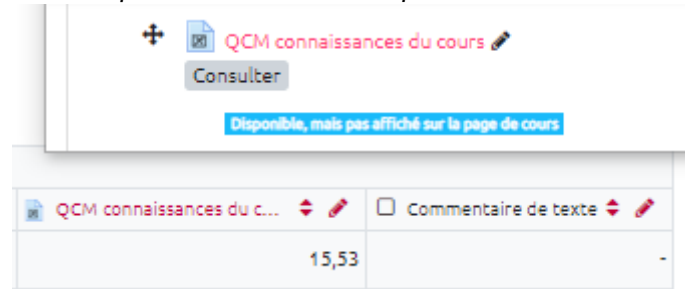 QCM connaissances du cours
Consulter
Disponible, mais pas affiché sur la page de cours
QCM connaissances du c... Commentaire de texte
15,53 -